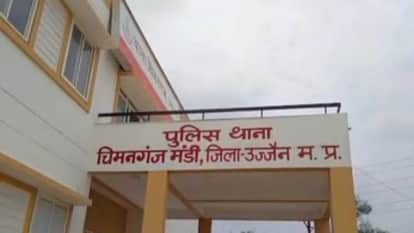 पुलिस थाना
चिमनगंज मंडी, जिला-उज्जैन म. प्र.